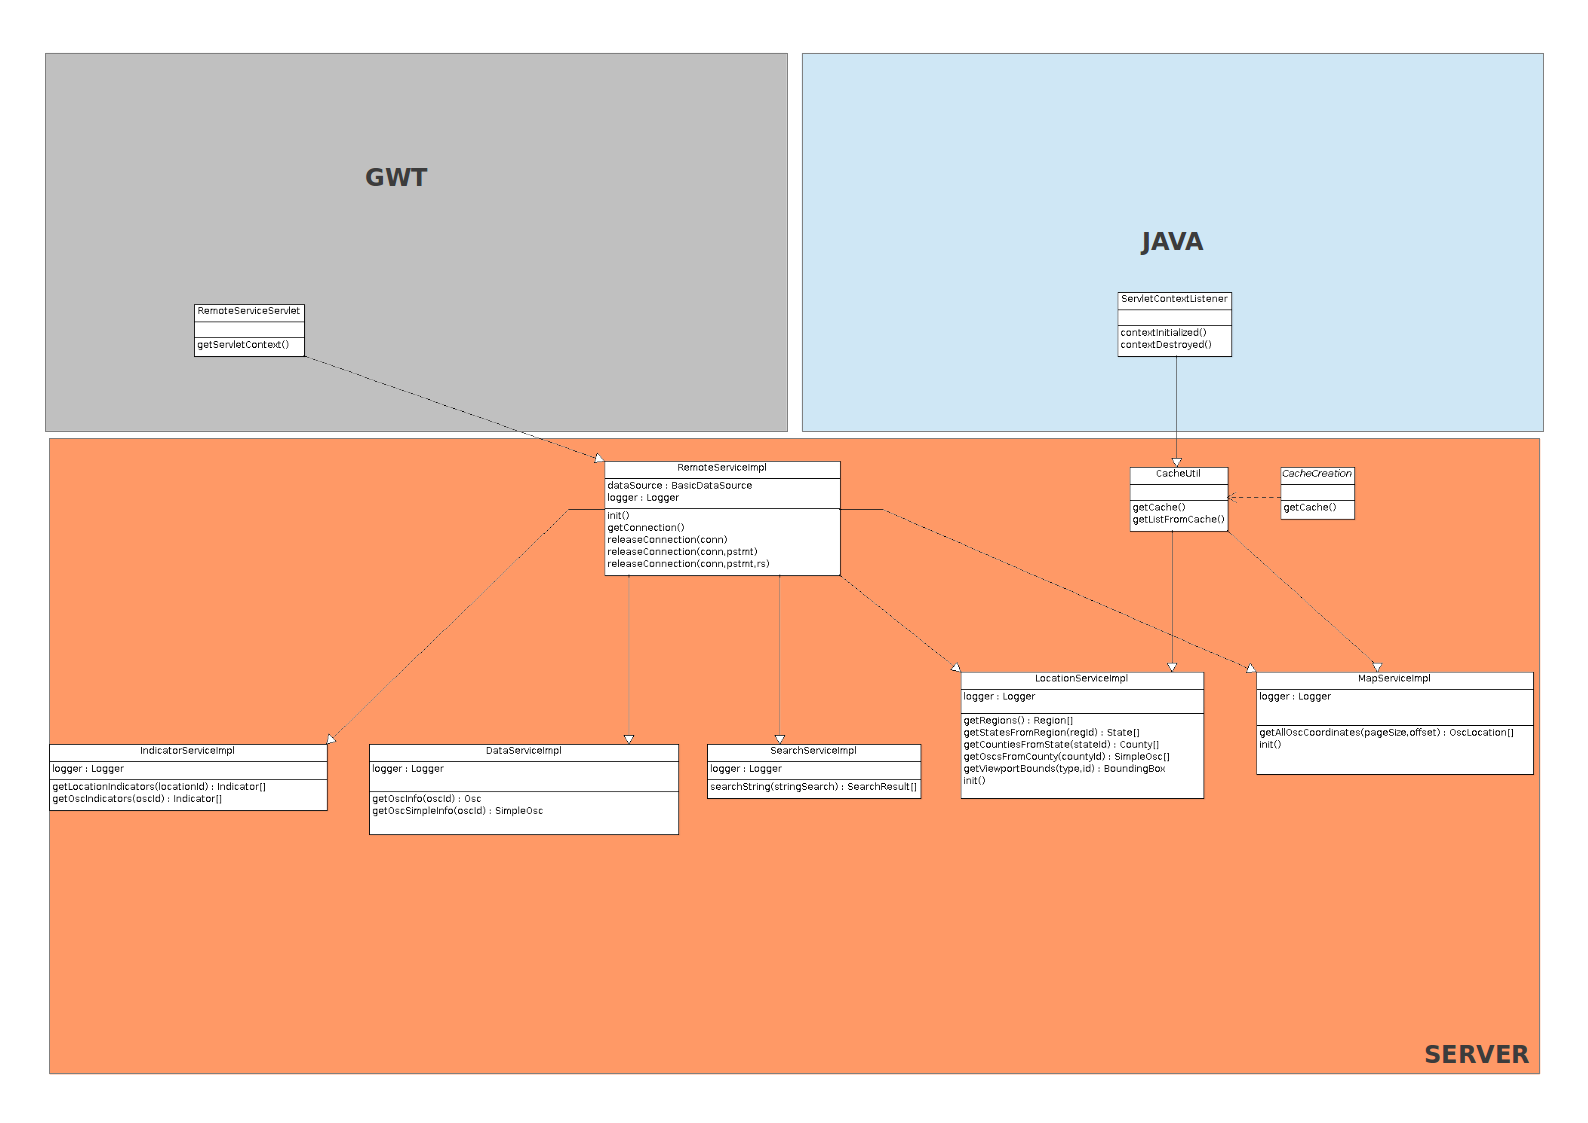 GWT
JAVA
RemoteServiceServlet
getServletContext()
ServletContextListener
contextInitialized()
contextDestroyed()
RemoteServiceImpl
dataSource : BasicDataSource
logger : Logger
init()
getConnection()
releaseConnection(conn)
releaseConnection(conn,pstmt)
releaseConnection(conn,pstmt,rs)
CacheUtil
getCache()
getListFromCache()
CacheCreation
getCache()
IndicatorServiceImpl
logger : Logger
getLocationIndicators(locationId) : Indicator[]
getOscIndicators(oscId) : Indicator[]
DataServiceImpl
logger : Logger
getOscInfo(oscId) : Osc
getOscSimpleInfo(oscId) : SimpleOsc
SearchServiceImpl
logger : Logger
searchString(stringSearch) : SearchResult[]
LocationServiceImpl
logger : Logger
getRegions() : Region[]
getStatesFromRegion(regId) : State[]
getCountiesFromState(stateId) : County[]
getOscsFromCounty(countyId) : SimpleOsc[]
getViewportBounds(type,id) : BoundingBox
init()
MapServiceImpl
logger : Logger
getAllOscCoordinates(pageSize,offset) : OscLocation[]
init()
SERVER